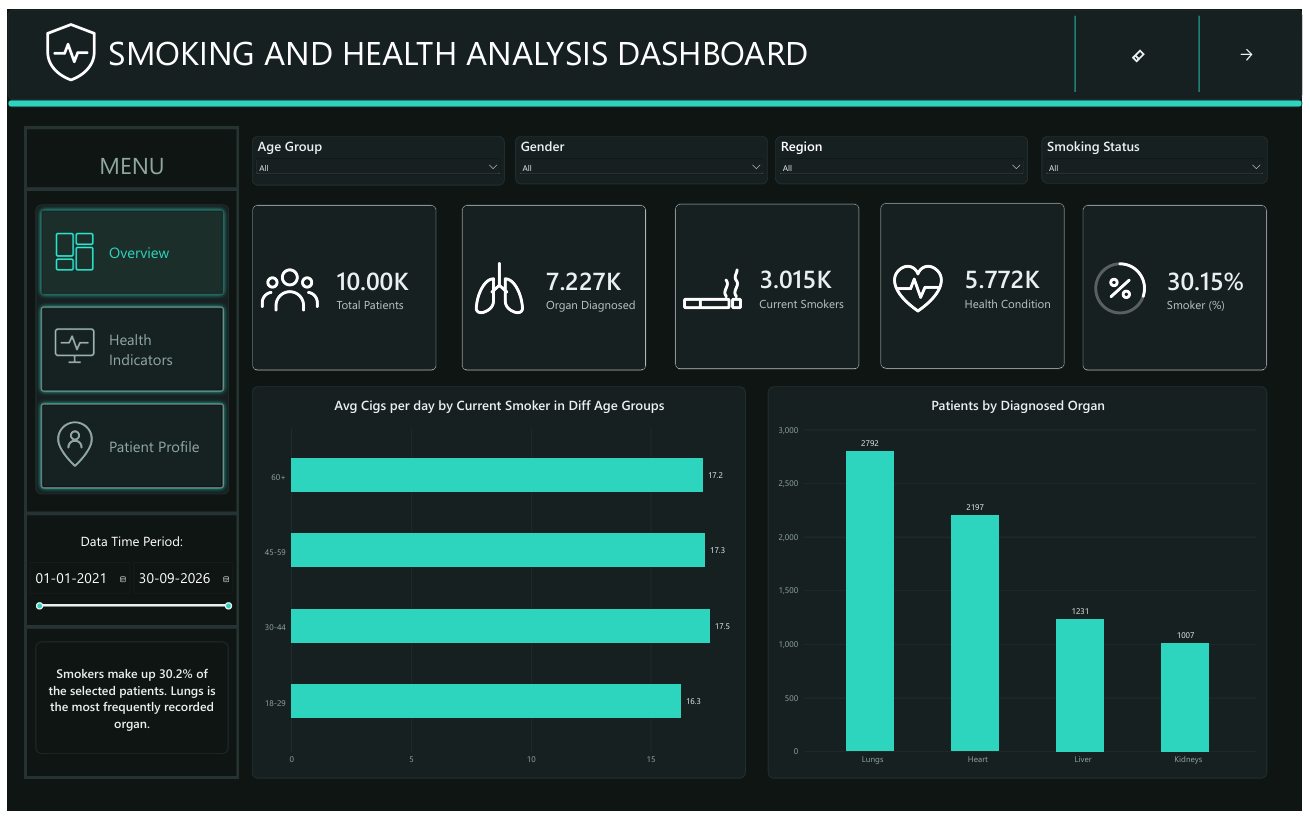 SMOKING AND HEALTH ANALYSIS DASHBOARD
MENU
Overview
Health
Indicators
Patient Profile
Data Time Period:
01-01-2021 30-09-2026
Smokers make up 30.2% of
the selected patients. Lungs is
the most frequently recorded
organ.
Age Group
All
Gender
All
Region
All
Smoking Status
All
10.00K
Total Patients
7.227K
Organ Diagnosed
3.015K
Current Smokers
5.772K
Health Condition
%
30.15%
Smoker (%)
Avg Cigs per day by Current Smoker in Diff Age Groups
60+ 17.2
45-59 17.3
30-44 17.5
18-29 16.3
0 5 10 15
Patients by Diagnosed Organ
3,000
2,500
2,000
1,500
1,000
500
0
2792
2197
1231
1007
Lungs Heart Liver Kidneys